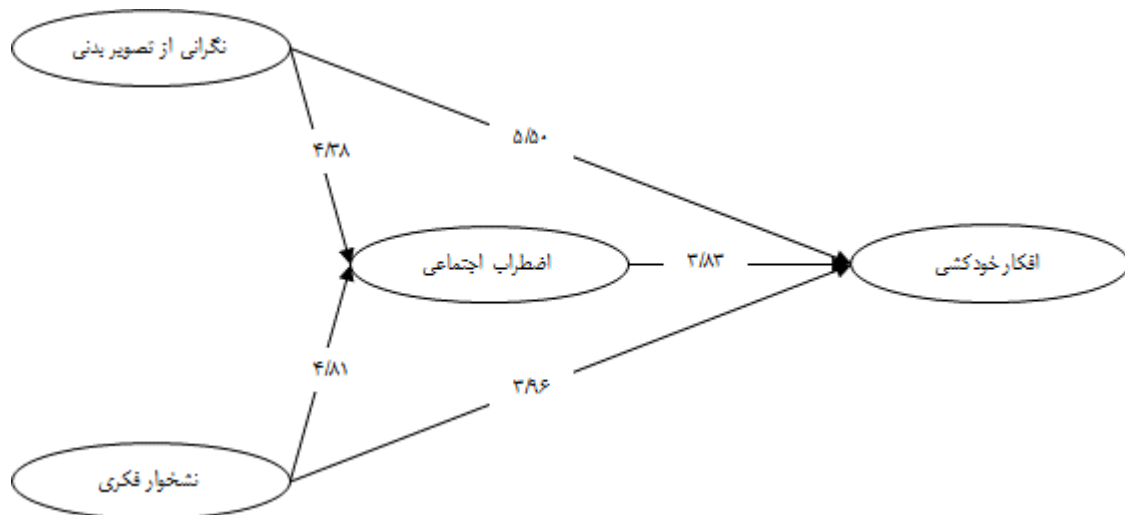 نگرانی از تصویر بدنی
۵/۵۰
۴/۳۸
اضطراب اجتماعی
۳/۸۳
افکار خودکشی
۴/۸۱
۳/۹۶
نشخوار فکری